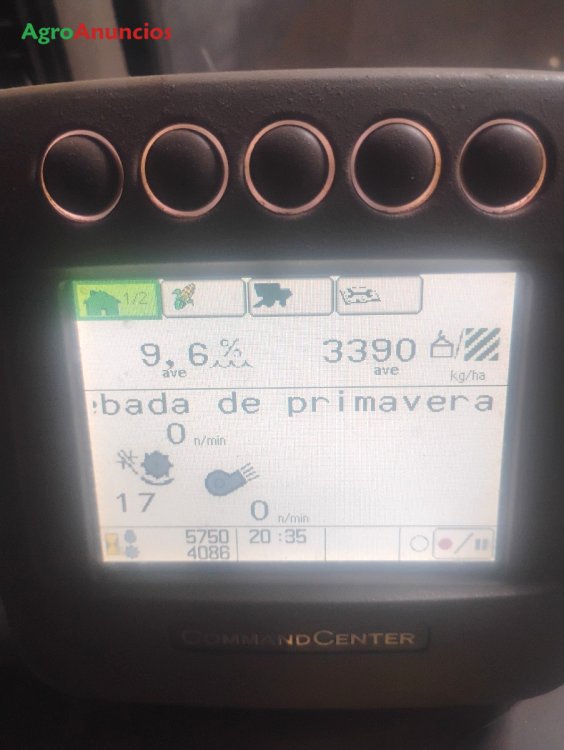 AgroAnuncios
1/2
9,6 % 3390
ave ave kg/ha
ebada de primavera
0 n/min
17
0 n/min
5750 20:35
4086
COMMANDCENTER